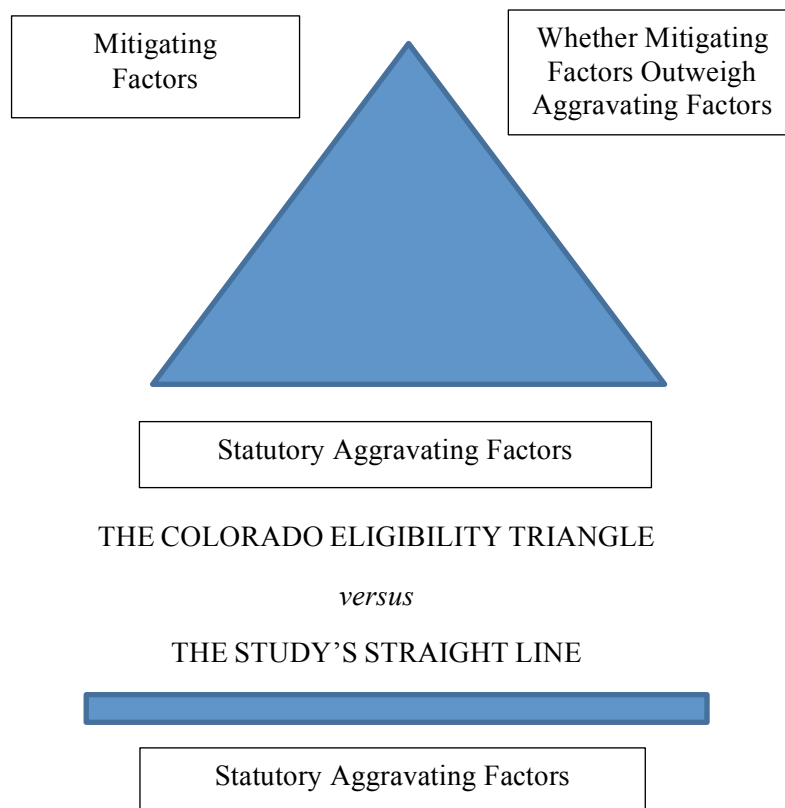 Mitigating
Factors
Whether Mitigating
Factors Outweigh
Aggravating Factors
Statutory Aggravating Factors
THE COLORADO ELIGIBILITY TRIANGLE
versus
THE STUDY’S STRAIGHT LINE
Statutory Aggravating Factors